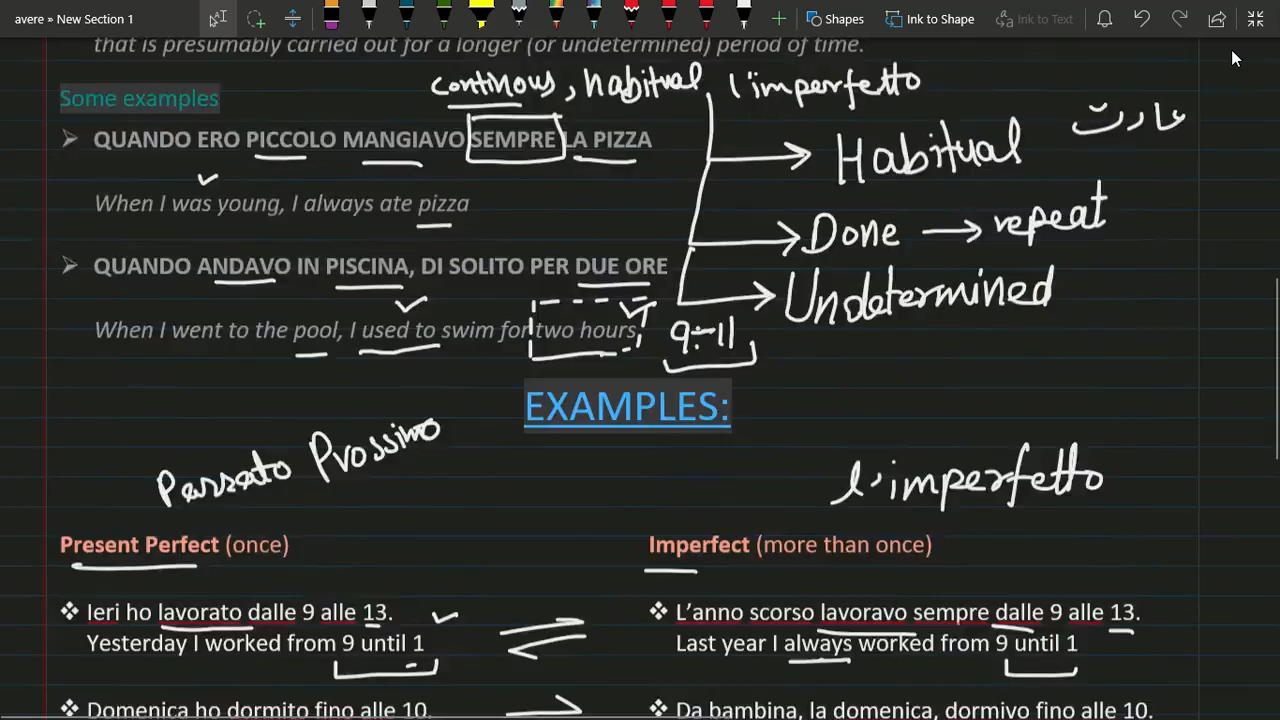 avere » New Section 1
Shapes
Ink to Shape
Ink to Text
that is presumably carried out for a longer (or undetermined) period of time.
continous, habitual, l'imperfetto
Some examples
QUANDO ERO PICCOLO MANGIAVO SEMPRE LA PIZZA
Habitual
عادت
When I was young, I always ate pizza
Done → repeat
QUANDO ANDAVO IN PISCINA, DI SOLITO PER DUE ORE
Undetermined
When I went to the pool, I used to swim for two hours,
9÷11
EXAMPLES:
Passato Prossimo
l'imperfetto
Present Perfect (once)
Imperfect (more than once)
Ieri ho lavorato dalle 9 alle 13.
Yesterday I worked from 9 until 1
L'anno scorso lavoravo sempre dalle 9 alle 13.
Last year I always worked from 9 until 1
Domenica ho dormito fino alle 10.
Da bambina, la domenica, dormivo fino alle 10.